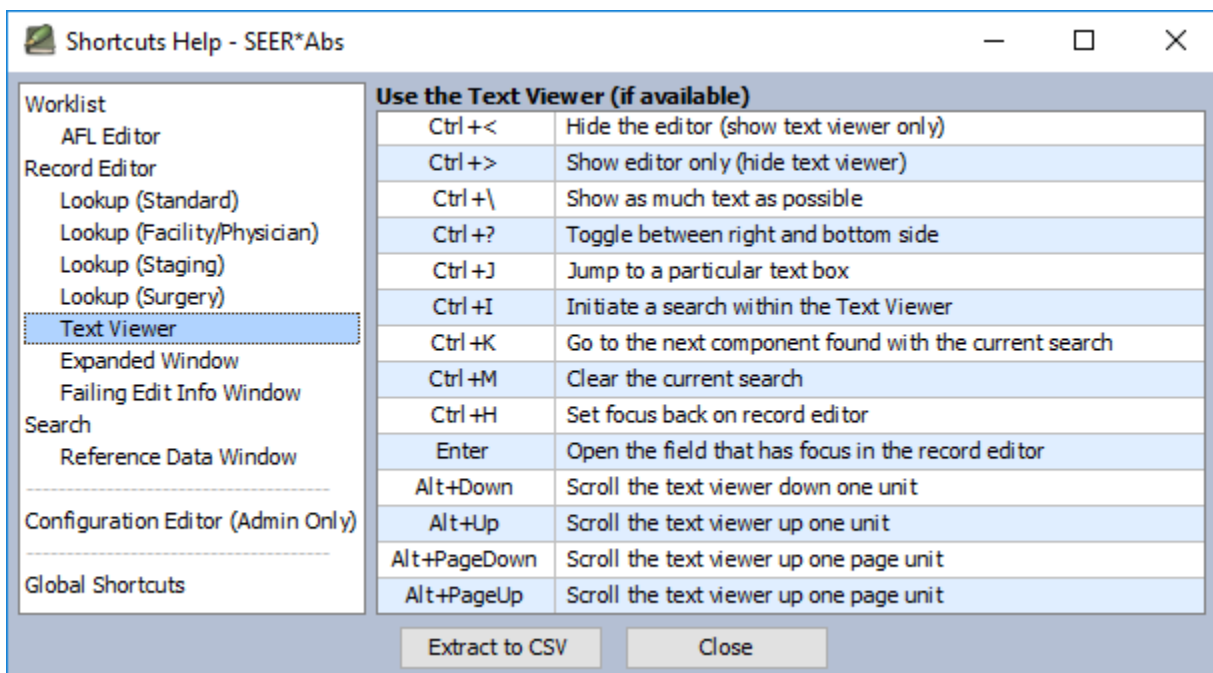 Shortcuts Help - SEER*Abs
Worklist
AFL Editor
Record Editor
Lookup (Standard)
Lookup (Facility/Physician)
Lookup (Staging)
Lookup (Surgery)
Text Viewer
Expanded Window
Failing Edit Info Window
Search
Reference Data Window
Configuration Editor (Admin Only)
Global Shortcuts
Use the Text Viewer (if available)
Ctrl+< Hide the editor (show text viewer only)
Ctrl+> Show editor only (hide text viewer)
Ctrl+\ Show as much text as possible
Ctrl+? Toggle between right and bottom side
Ctrl+J Jump to a particular text box
Ctrl+I Initiate a search within the Text Viewer
Ctrl+K Go to the next component found with the current search
Ctrl+M Clear the current search
Ctrl+H Set focus back on record editor
Enter Open the field that has focus in the record editor
Alt+Down Scroll the text viewer down one unit
Alt+Up Scroll the text viewer up one unit
Alt+PageDown Scroll the text viewer up one page unit
Alt+PageUp Scroll the text viewer up one page unit
Extract to CSV Close